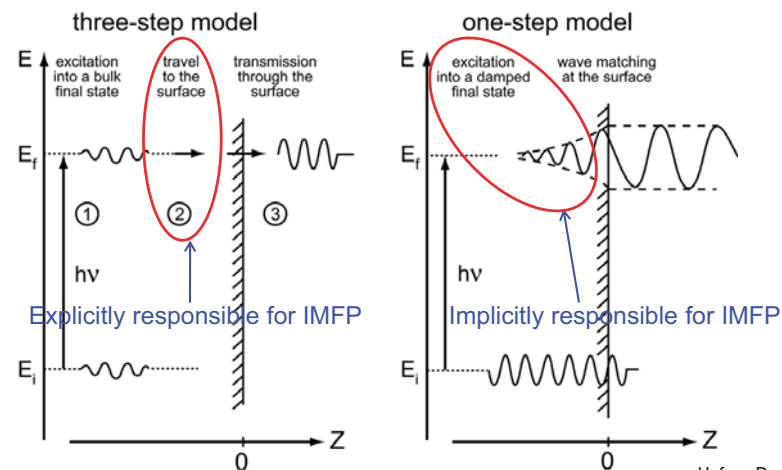 three-step model
E
excitation
into a bulk
final state
travel
to the
surface
transmission
through the
surface
Ef
1
2
3
hν
Explicitly responsible for IMFP
Ei
Z
0
one-step model
E
excitation
into a damped
final state
wave matching
at the surface
Ef
hν
Implicitly responsible for IMFP
Ei
Z
0